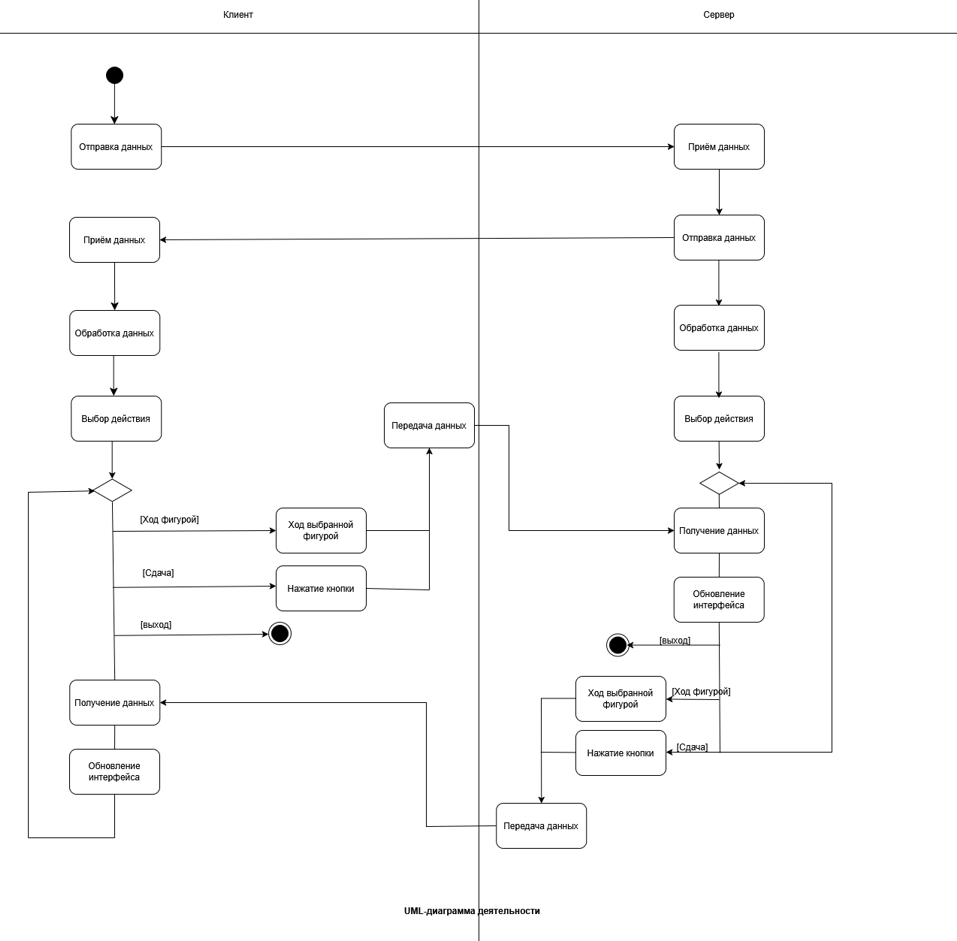 Клиент
Сервер
Отправка данных
Приём данных
Приём данных
Отправка данных
Обработка данных
Обработка данных
Выбор действия
Передача данных
Выбор действия
[Ход фигурой]
Ход выбранной
фигурой
Получение данных
[Сдача]
Нажатие кнопки
Обновление
интерфейса
[выход]
[выход]
Получение данных
Ход выбранной
фигурой
[Ход фигурой]
Обновление
интерфейса
Нажатие кнопки
[Сдача]
Передача данных
UML-диаграмма деятельности